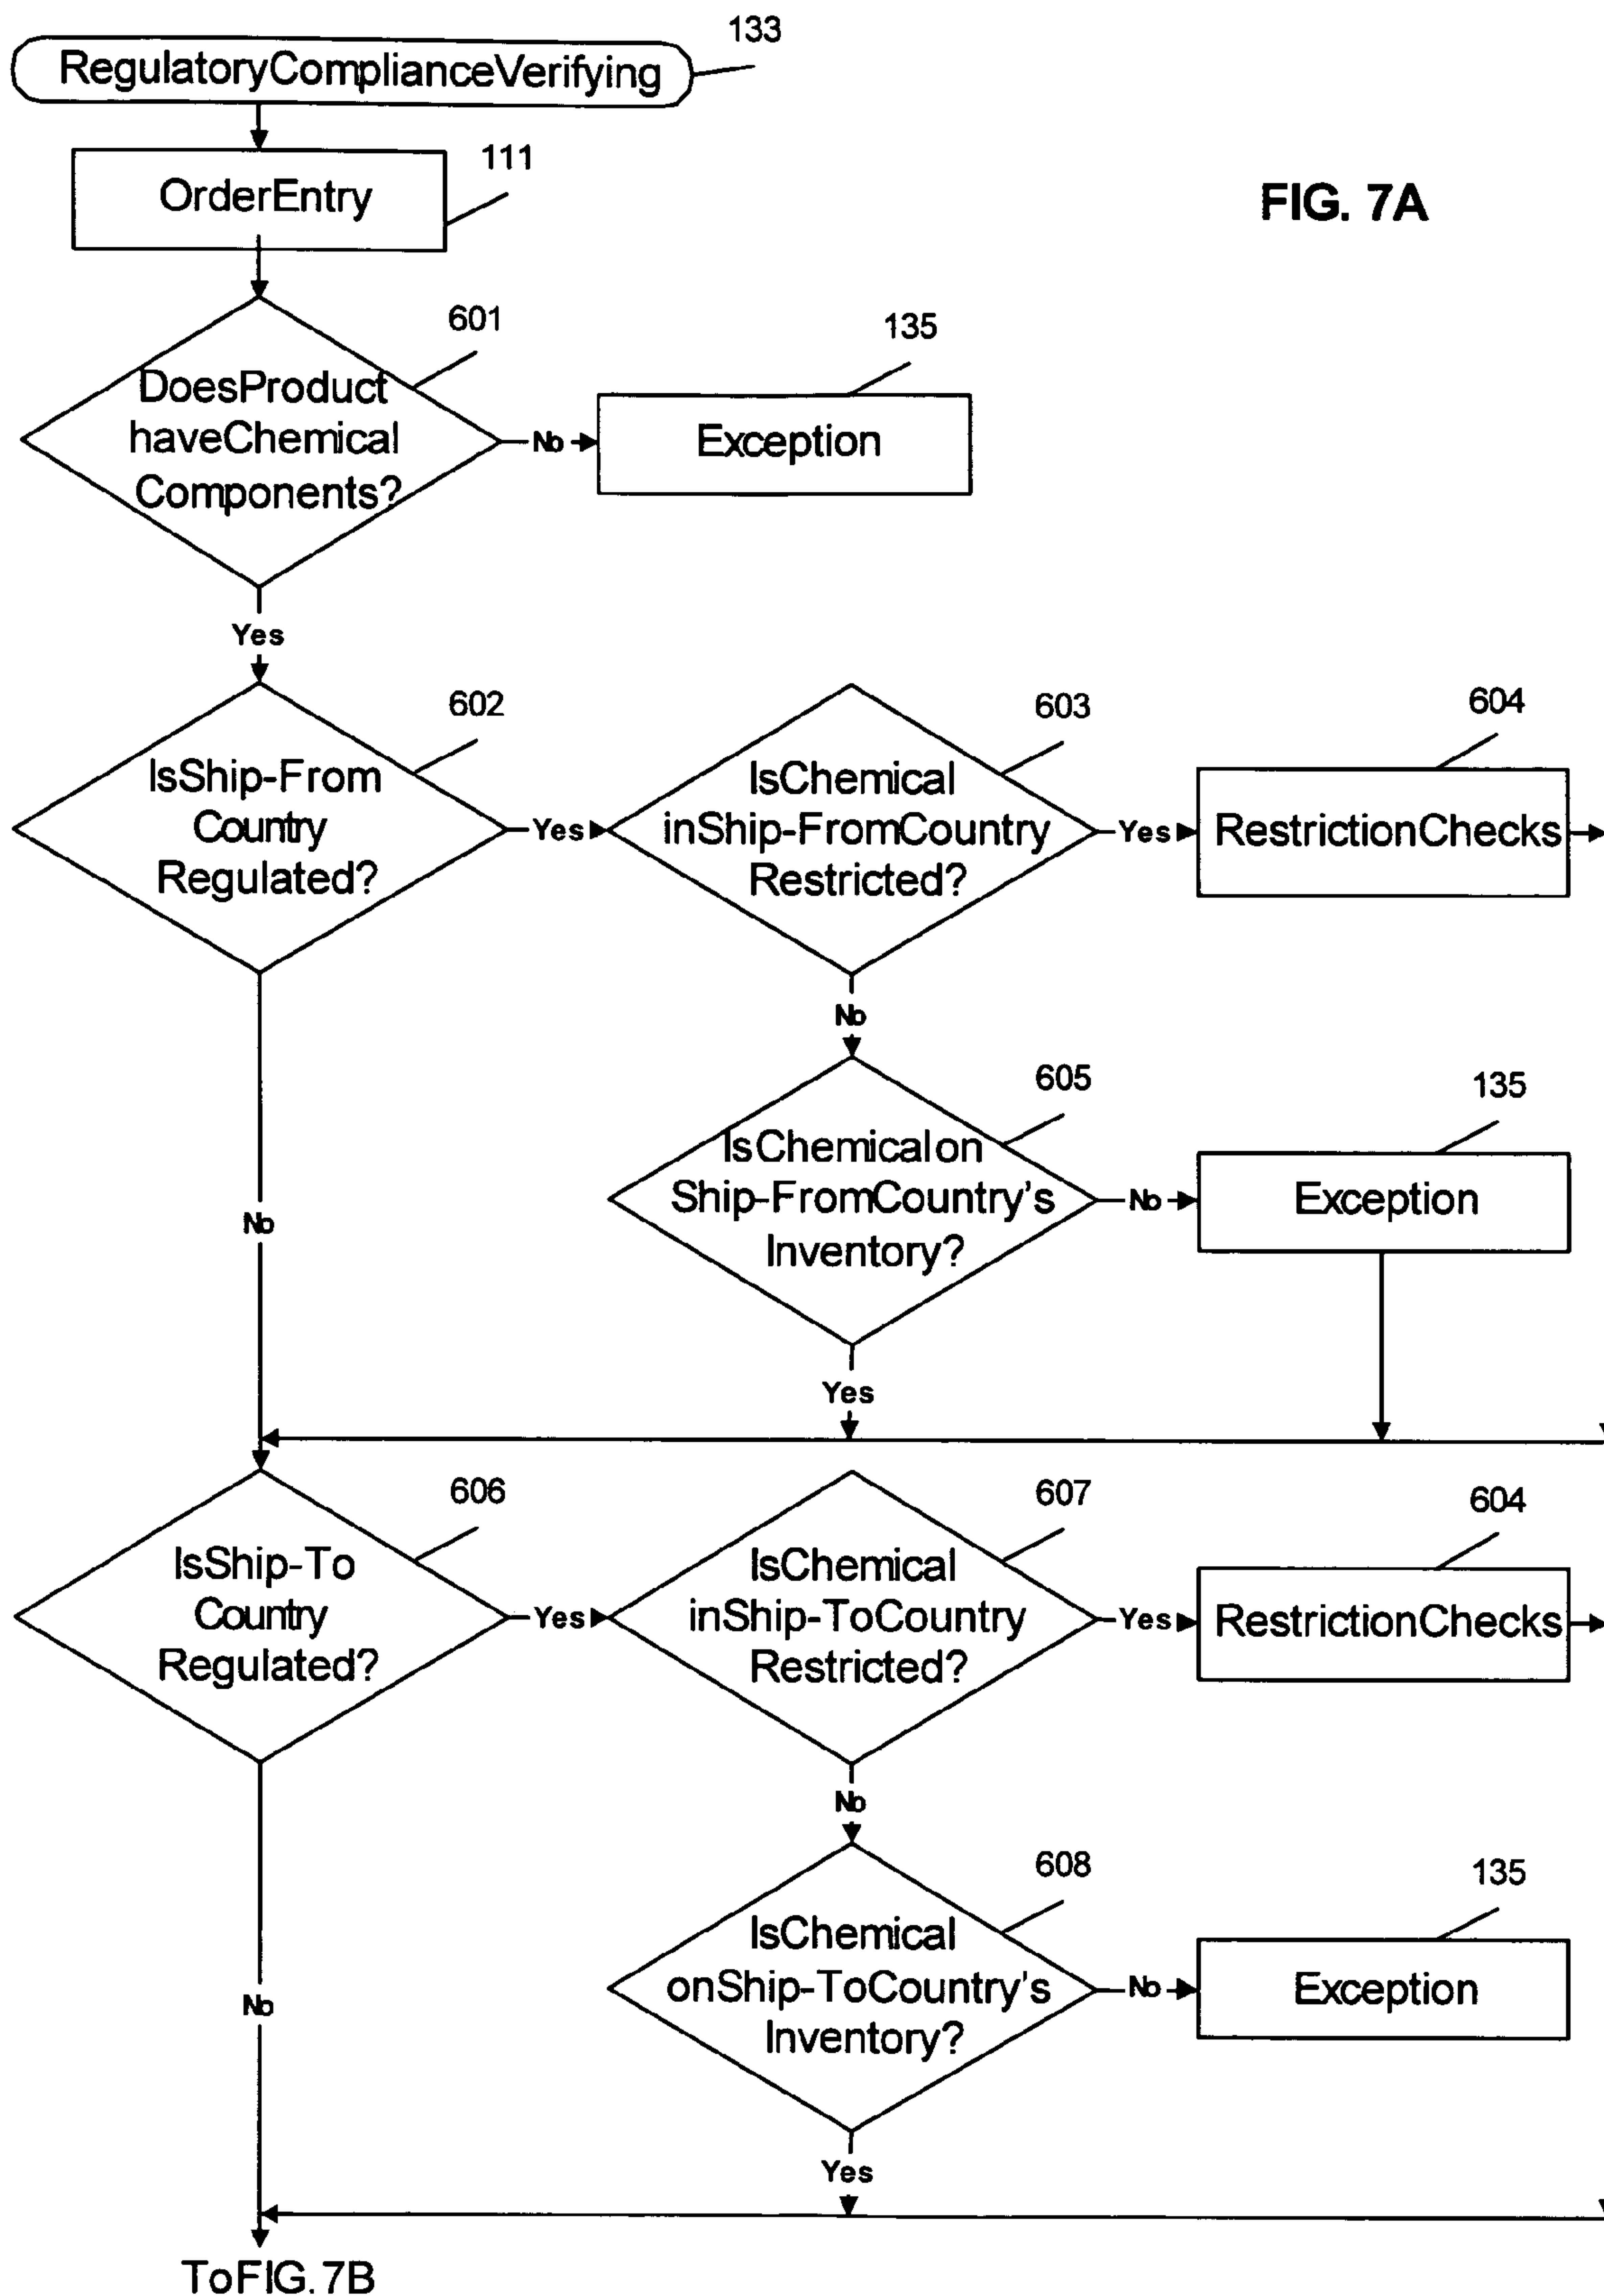 133
RegulatoryComplianceVerifying
111
OrderEntry
FIG. 7A
601
DoesProduct
haveChemical
Components?
No
135
Exception
Yes
602
IsShip-From
Country
Regulated?
Yes
603
IsChemical
inShip-FromCountry
Restricted?
Yes
604
RestrictionChecks
No
605
IsChemicalon
Ship-FromCountry's
Inventory?
No
135
Exception
No
Yes
606
IsShip-To
Country
Regulated?
Yes
607
IsChemical
inShip-ToCountry
Restricted?
Yes
604
RestrictionChecks
No
608
IsChemical
onShip-ToCountry's
Inventory?
No
135
Exception
No
Yes
ToFIG.7B